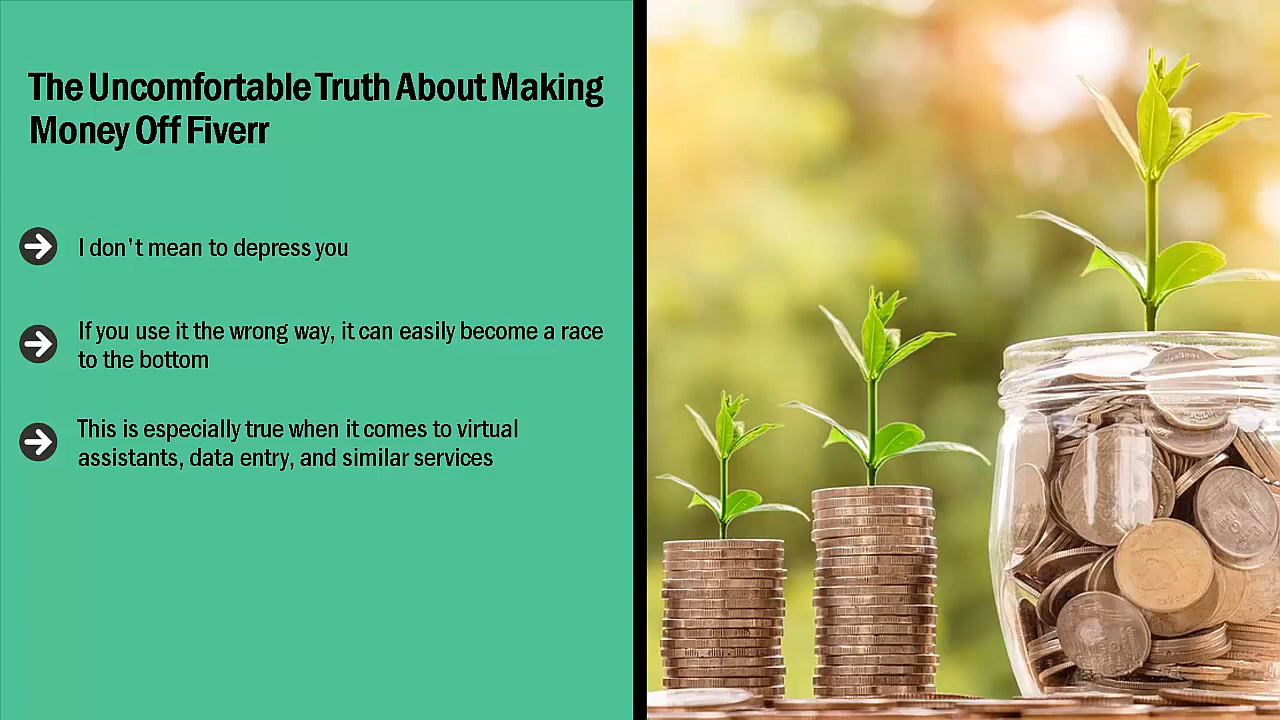 The Uncomfortable Truth About Making
Money Off Fiverr
I don't mean to depress you
If you use it the wrong way, it can easily become a race
to the bottom
This is especially true when it comes to virtual
assistants, data entry, and similar services